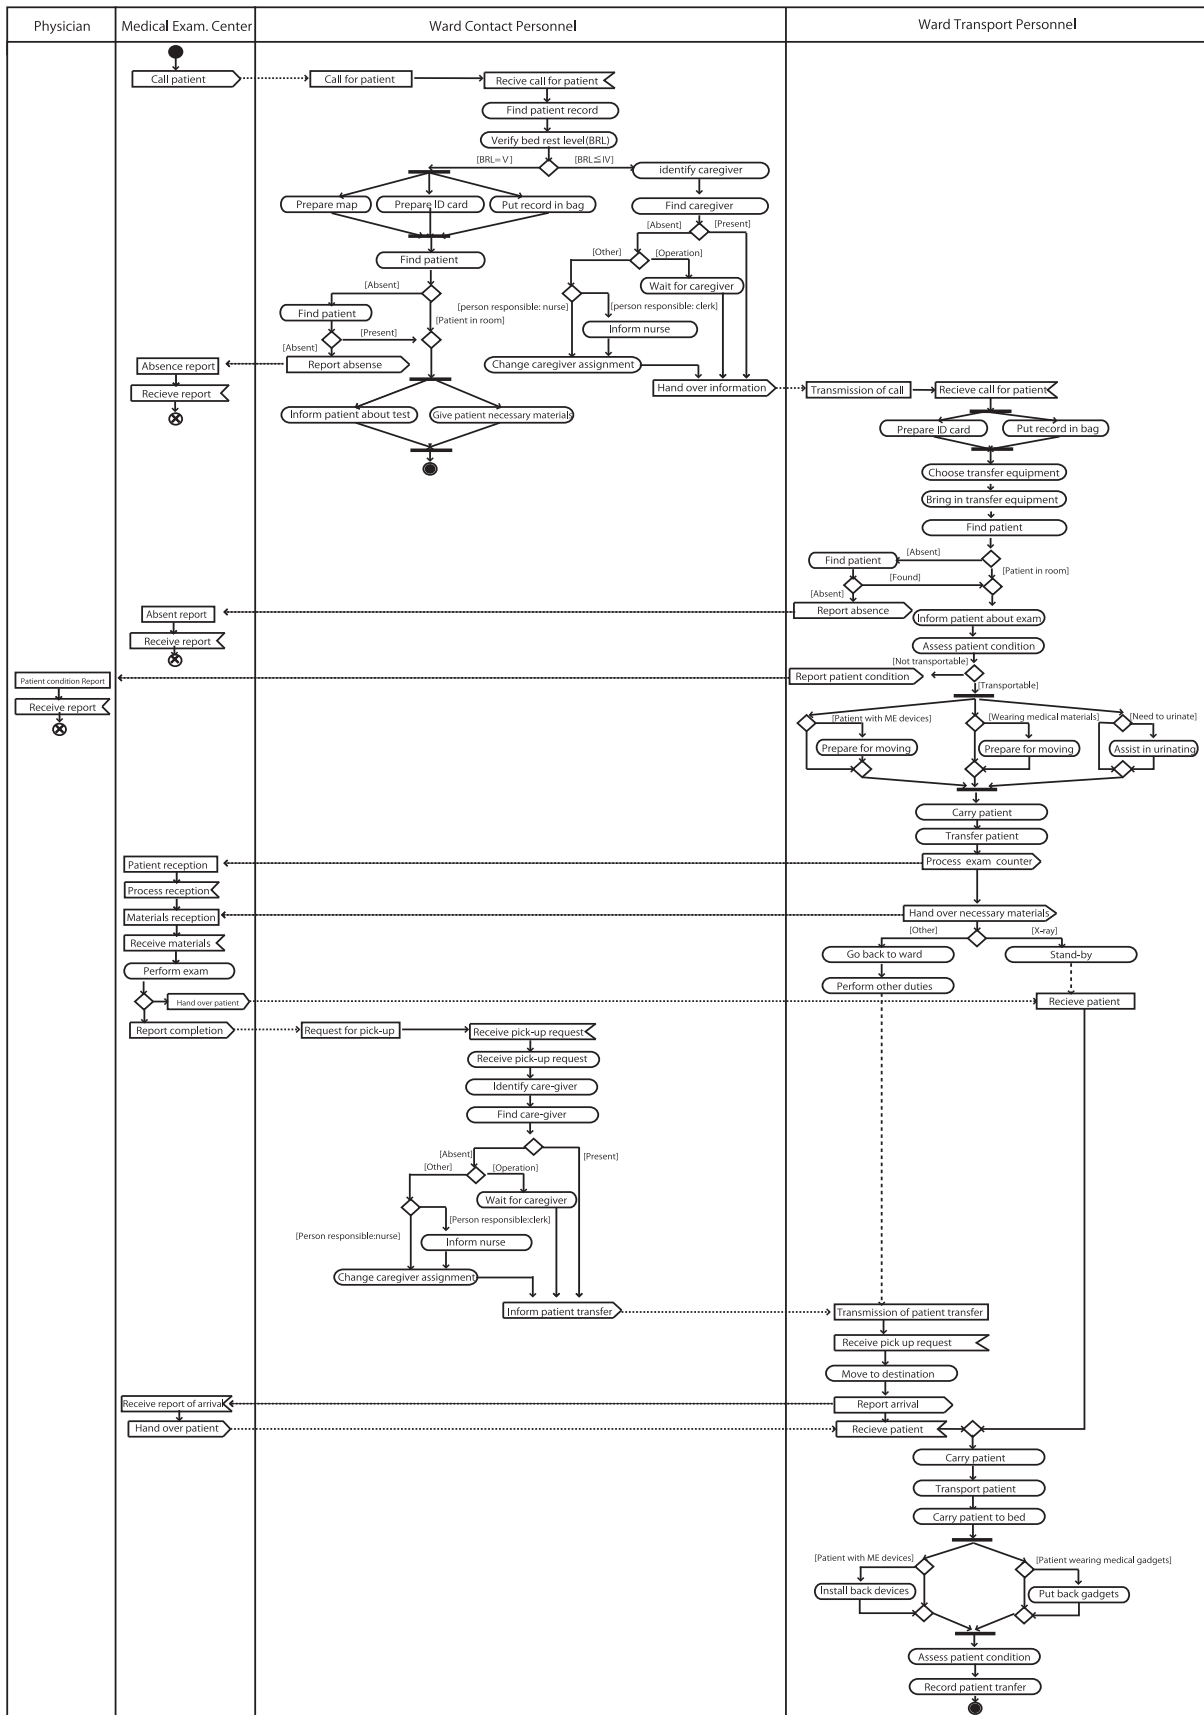 Physician
Medical Exam. Center
Ward Contact Personnel
Ward Transport Personnel
Call patient
Call for patient
Recive call for patient
Find patient record
Verify bed rest level(BRL)
[BRL=V]
[BRL≦IV]
identify caregiver
Prepare map
Prepare ID card
Put record in bag
Find caregiver
[Absent]
[Present]
[Other]
[Operation]
Find patient
Wait for caregiver
[Absent]
Find patient
[person responsible: nurse]
[person responsible: clerk]
[Patient in room]
Inform nurse
[Present]
[Absent]
Absence report
Report absense
Change caregiver assignment
Recieve report
Hand over information
Transmission of call
Recieve call for patient
Inform patient about test
Give patient necessary materials
Prepare ID card
Put record in bag
Choose transfer equipment
Bring in transfer equipment
Find patient
[Absent]
Find patient
[Patient in room]
[Found]
[Absent]
Absent report
Report absence
Inform patient about exam
Receive report
Assess patient condition
[Not transportable]
Patient condition Report
Report patient condition
[Transportable]
Receive report
[Patient with ME devices]
[Wearing medical materials]
[Need to urinate]
Prepare for moving
Prepare for moving
Assist in urinating
Carry patient
Transfer patient
Patient reception
Process exam counter
Process reception
Materials reception
Hand over necessary materials
Receive materials
[Other]
[X-ray]
Go back to ward
Stand-by
Perform exam
Perform other duties
Hand over patient
Recieve patient
Report completion
Request for pick-up
Receive pick-up request
Receive pick-up request
Identify care-giver
Find care-giver
[Absent]
[Present]
[Other]
[Operation]
Wait for caregiver
[Person responsible:clerk]
[Person responsible:nurse]
Inform nurse
Change caregiver assignment
Inform patient transfer
Transmission of patient transfer
Receive pick up request
Move to destination
Receive report of arrival
Report arrival
Hand over patient
Recieve patient
Carry patient
Transport patient
Carry patient to bed
[Patient with ME devices]
[Patient wearing medical gadgets]
Install back devices
Put back gadgets
Assess patient condition
Record patient tranfer